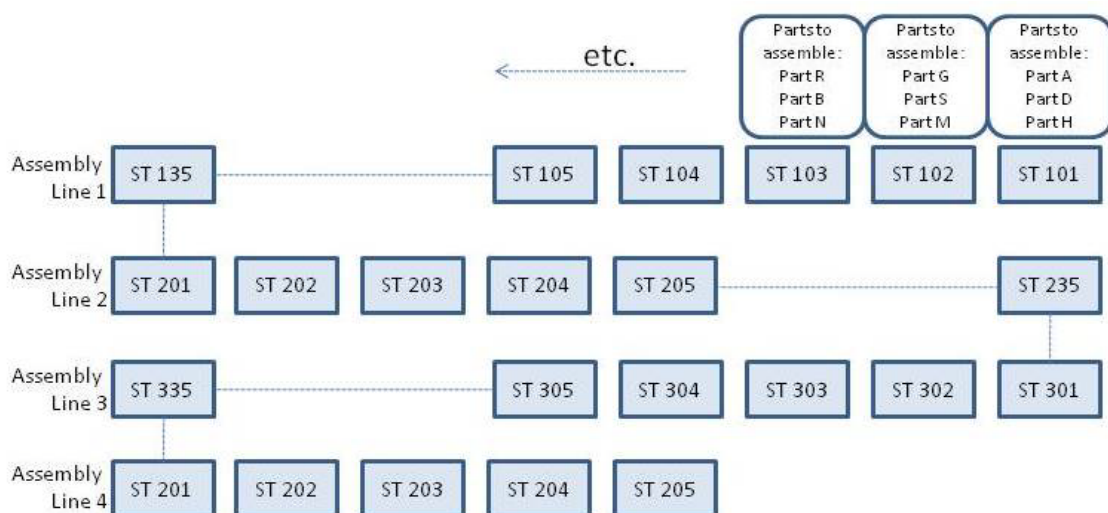 etc.
Parts to
assemble:
Part R
Part B
Part N
Parts to
assemble:
Part G
Part S
Part M
Parts to
assemble:
Part A
Part D
Part H
Assembly
Line 1
ST 135
ST 105
ST 104
ST 103
ST 102
ST 101
Assembly
Line 2
ST 201
ST 202
ST 203
ST 204
ST 205
ST 235
Assembly
Line 3
ST 335
ST 305
ST 304
ST 303
ST 302
ST 301
Assembly
Line 4
ST 201
ST 202
ST 203
ST 204
ST 205